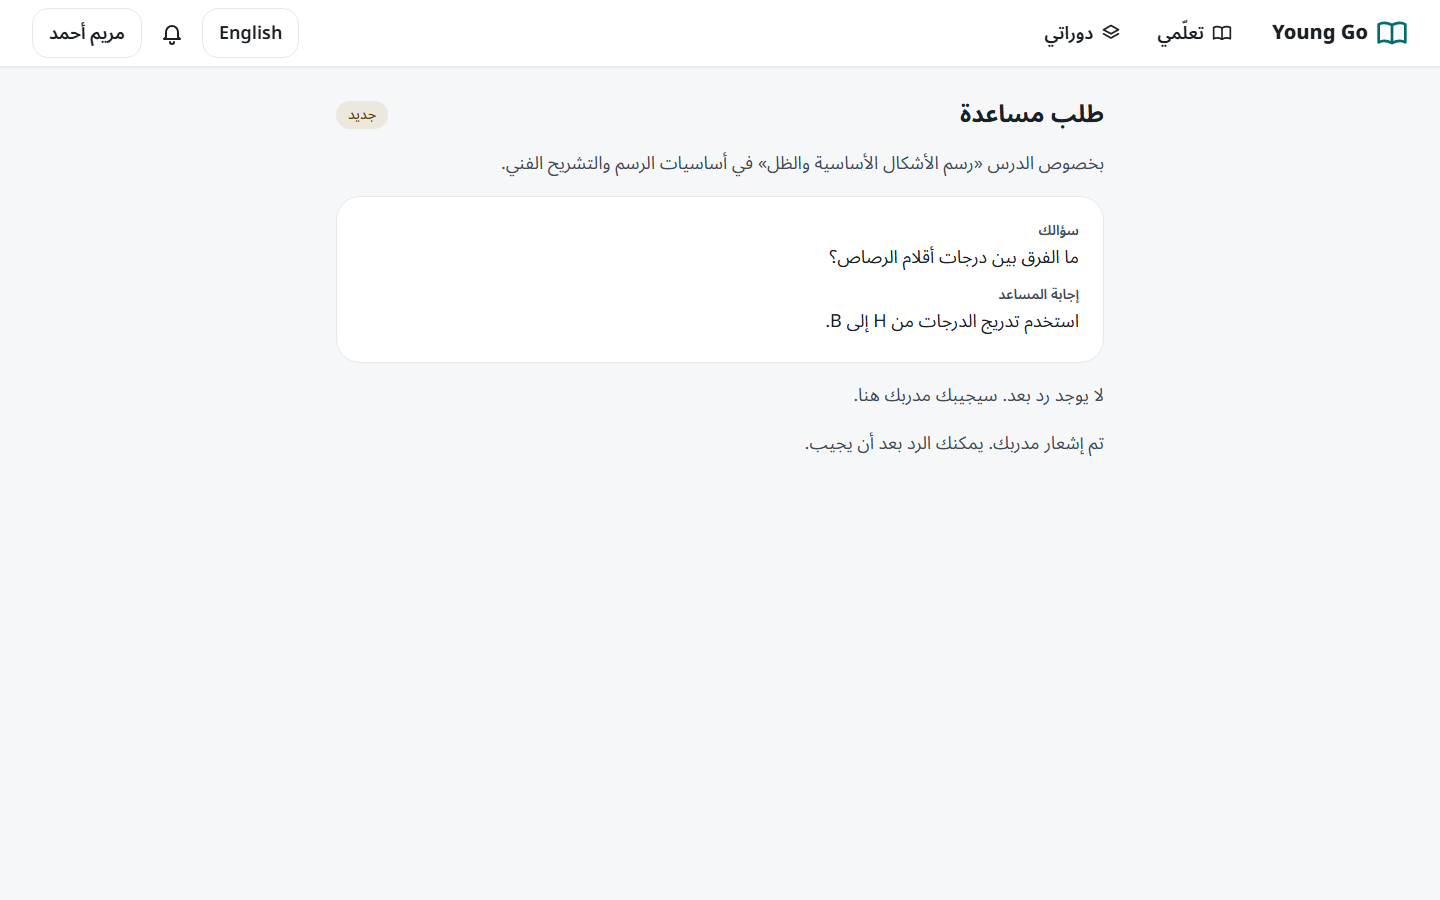 Young Go
تعلّمي
دوراتي
English
مريم أحمد
طلب مساعدة
جديد
بخصوص الدرس «رسم الأشكال الأساسية والظل» في أساسيات الرسم والتشريح الفني.
سؤالك
ما الفرق بين درجات أقلام الرصاص؟
إجابة المساعد
استخدم تدريج الدرجات من H إلى B.
لا يوجد رد بعد. سيجيبك مدربك هنا.
تم إشعار مدربك. يمكنك الرد بعد أن يجيب.